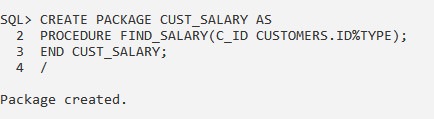 SQL> CREATE PACKAGE CUST_SALARY AS
2 PROCEDURE FIND_SALARY(C_ID CUSTOMERS.ID%TYPE);
3 END CUST_SALARY;
4 /
Package created.